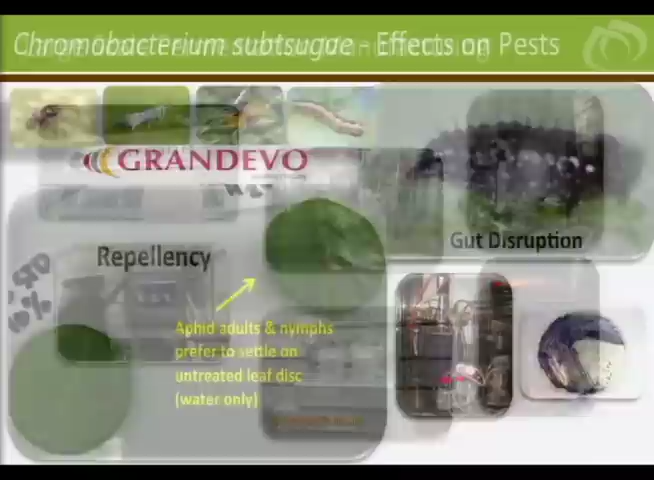 Chromobacterium subtsugae - Effects on Pests
GRANDEVO
Repellency
Gut Disruption
Aphid adults & nymphs
prefer to settle on
untreated leaf disc
(water only)